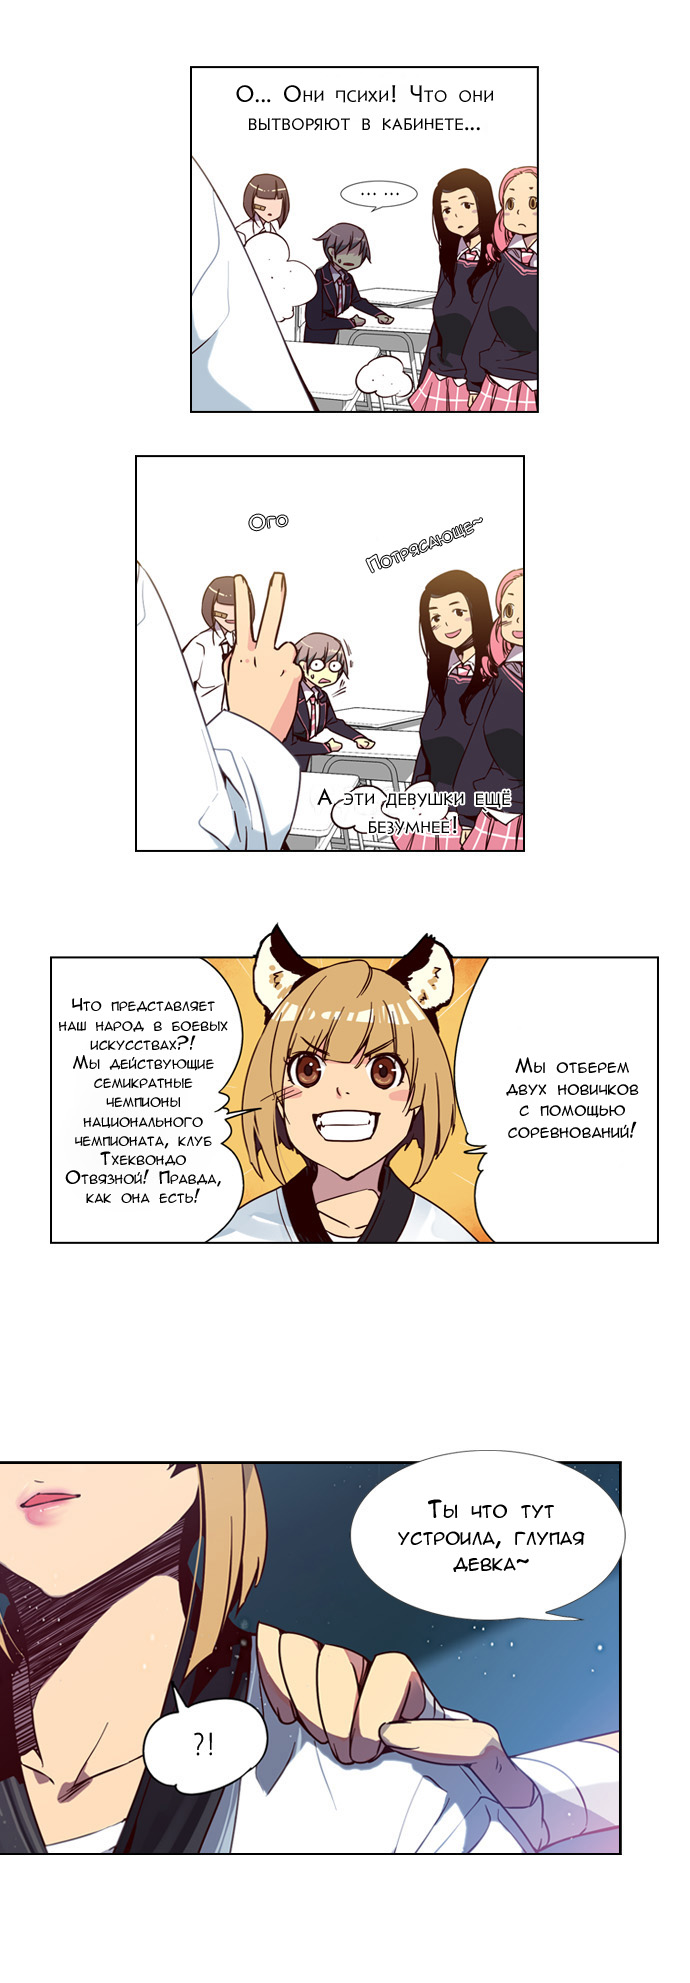 О... Они психи! Что они
вытворяют в кабинете...
... ...
Ого
Потрясающе~
А эти девушки ещё
безумнее!
Что представляет
наш народ в боевых
искусствах?!
Мы действующие
семикратные
чемпионы
национального
чемпионата, клуб
Тхеквондо
Отвязной! Правда,
как она есть!
Мы отберем
двух новичков
с помощью
соревнований!
Ты что тут
устроила, глупая
девка~
?!